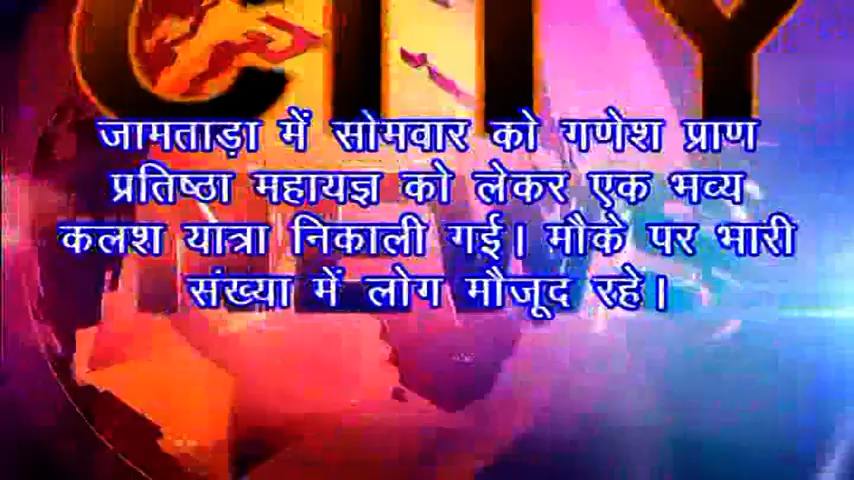 CITY
जामताड़ा में सोमवार को गणेश प्राण
प्रतिष्ठा महायज्ञ को लेकर एक भव्य
कलश यात्रा निकाली गई। मौके पर भारी
संख्या में लोग मौजूद रहे।